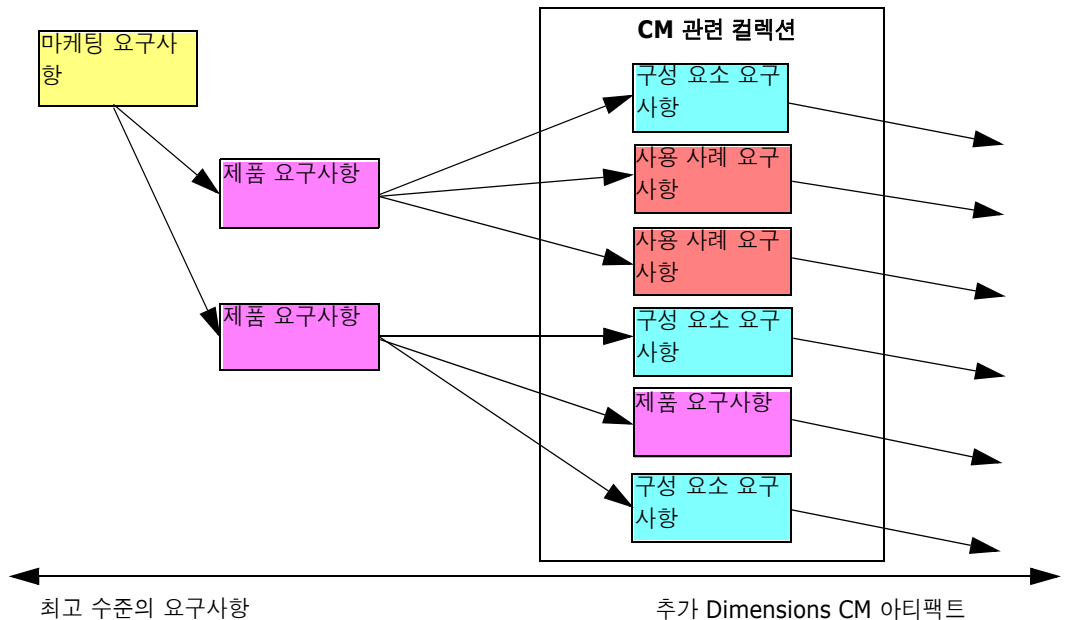 CM 관련 컬렉션
마케팅 요구사
항
구성 요소 요구
사항
제품 요구사항
사용 사례 요구
사항
사용 사례 요구
사항
제품 요구사항
구성 요소 요구
사항
제품 요구사항
구성 요소 요구
사항
최고 수준의 요구사항
추가 Dimensions CM 아티팩트